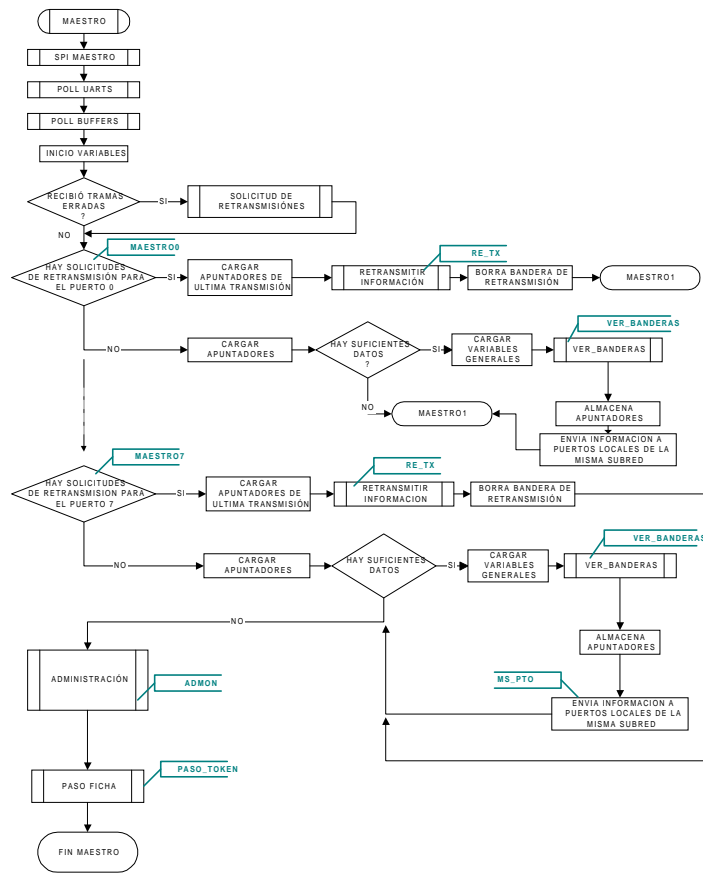 MAESTRO
SPI MAESTRO
POLL UARTS
POLL BUFFERS
INICIO VARIABLES
RECIBIÓ TRAMAS
ERRADAS
?
SI
SOLICITUD DE
RETRANSMISIÓNES
NO
MAESTRO0
HAY SOLICITUDES
DE RETRANSMISIÓN PARA
EL PUERTO 0
SI
CARGAR
APUNTADORES DE
ULTIMA TRANSMISIÓN
RE_TX
RETRANSMITIR
INFORMACIÓN
BORRA BANDERA DE
RETRANSMISIÓN
MAESTRO1
NO
CARGAR
APUNTADORES
HAY SUFICIENTES
DATOS
?
SI
CARGAR
VARIABLES
GENERALES
VER_BANDERAS
VER_BANDERAS
NO
MAESTRO1
ALMACENA
APUNTADORES
ENVIA INFORMACION A
PUERTOS LOCALES DE LA
MISMA SUBRED
MAESTRO7
HAY SOLICITUDES
DE RETRANSMISION PARA
EL PUERTO 7
SI
CARGAR
APUNTADORES DE
ULTIMA TRANSMISIÓN
RE_TX
RETRANSMITIR
INFORMACION
BORRA BANDERA DE
RETRANSMISIÓN
NO
CARGAR
APUNTADORES
HAY SUFICIENTES
DATOS
SI
CARGAR
VARIABLES
GENERALES
VER_BANDERAS
VER_BANDERAS
NO
ALMACENA
APUNTADORES
ADMINISTRACIÓN
ADMON
MS_PTO
ENVIA INFORMACION A
PUERTOS LOCALES DE LA
MISMA SUBRED
PASO_TOKEN
PASO FICHA
FIN MAESTRO